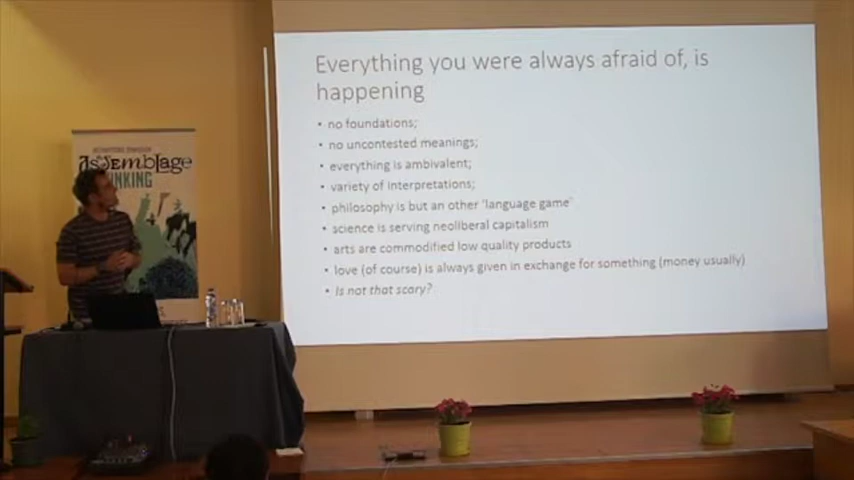 Everything you were always afraid of, is
happening
• no foundations;
• no uncontested meanings;
• everything is ambivalent;
• variety of interpretations;
• philosophy is but an other 'language game'
• science is serving neoliberal capitalism
• arts are commodified low quality products
• love (of course) is always given in exchange for something (money usually)
• Is not that scary?
Assemblage